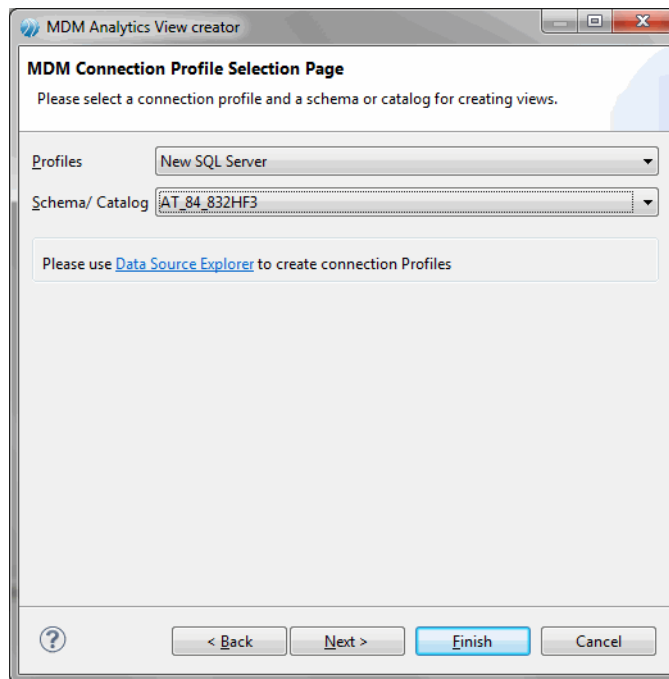 MDM Analytics View creator
MDM Connection Profile Selection Page
Please select a connection profile and a schema or catalog for creating views.
Profiles New SQL Server
Schema/ Catalog AT_84_832HF3
Please use Data Source Explorer to create connection Profiles
? < Back Next > Finish Cancel